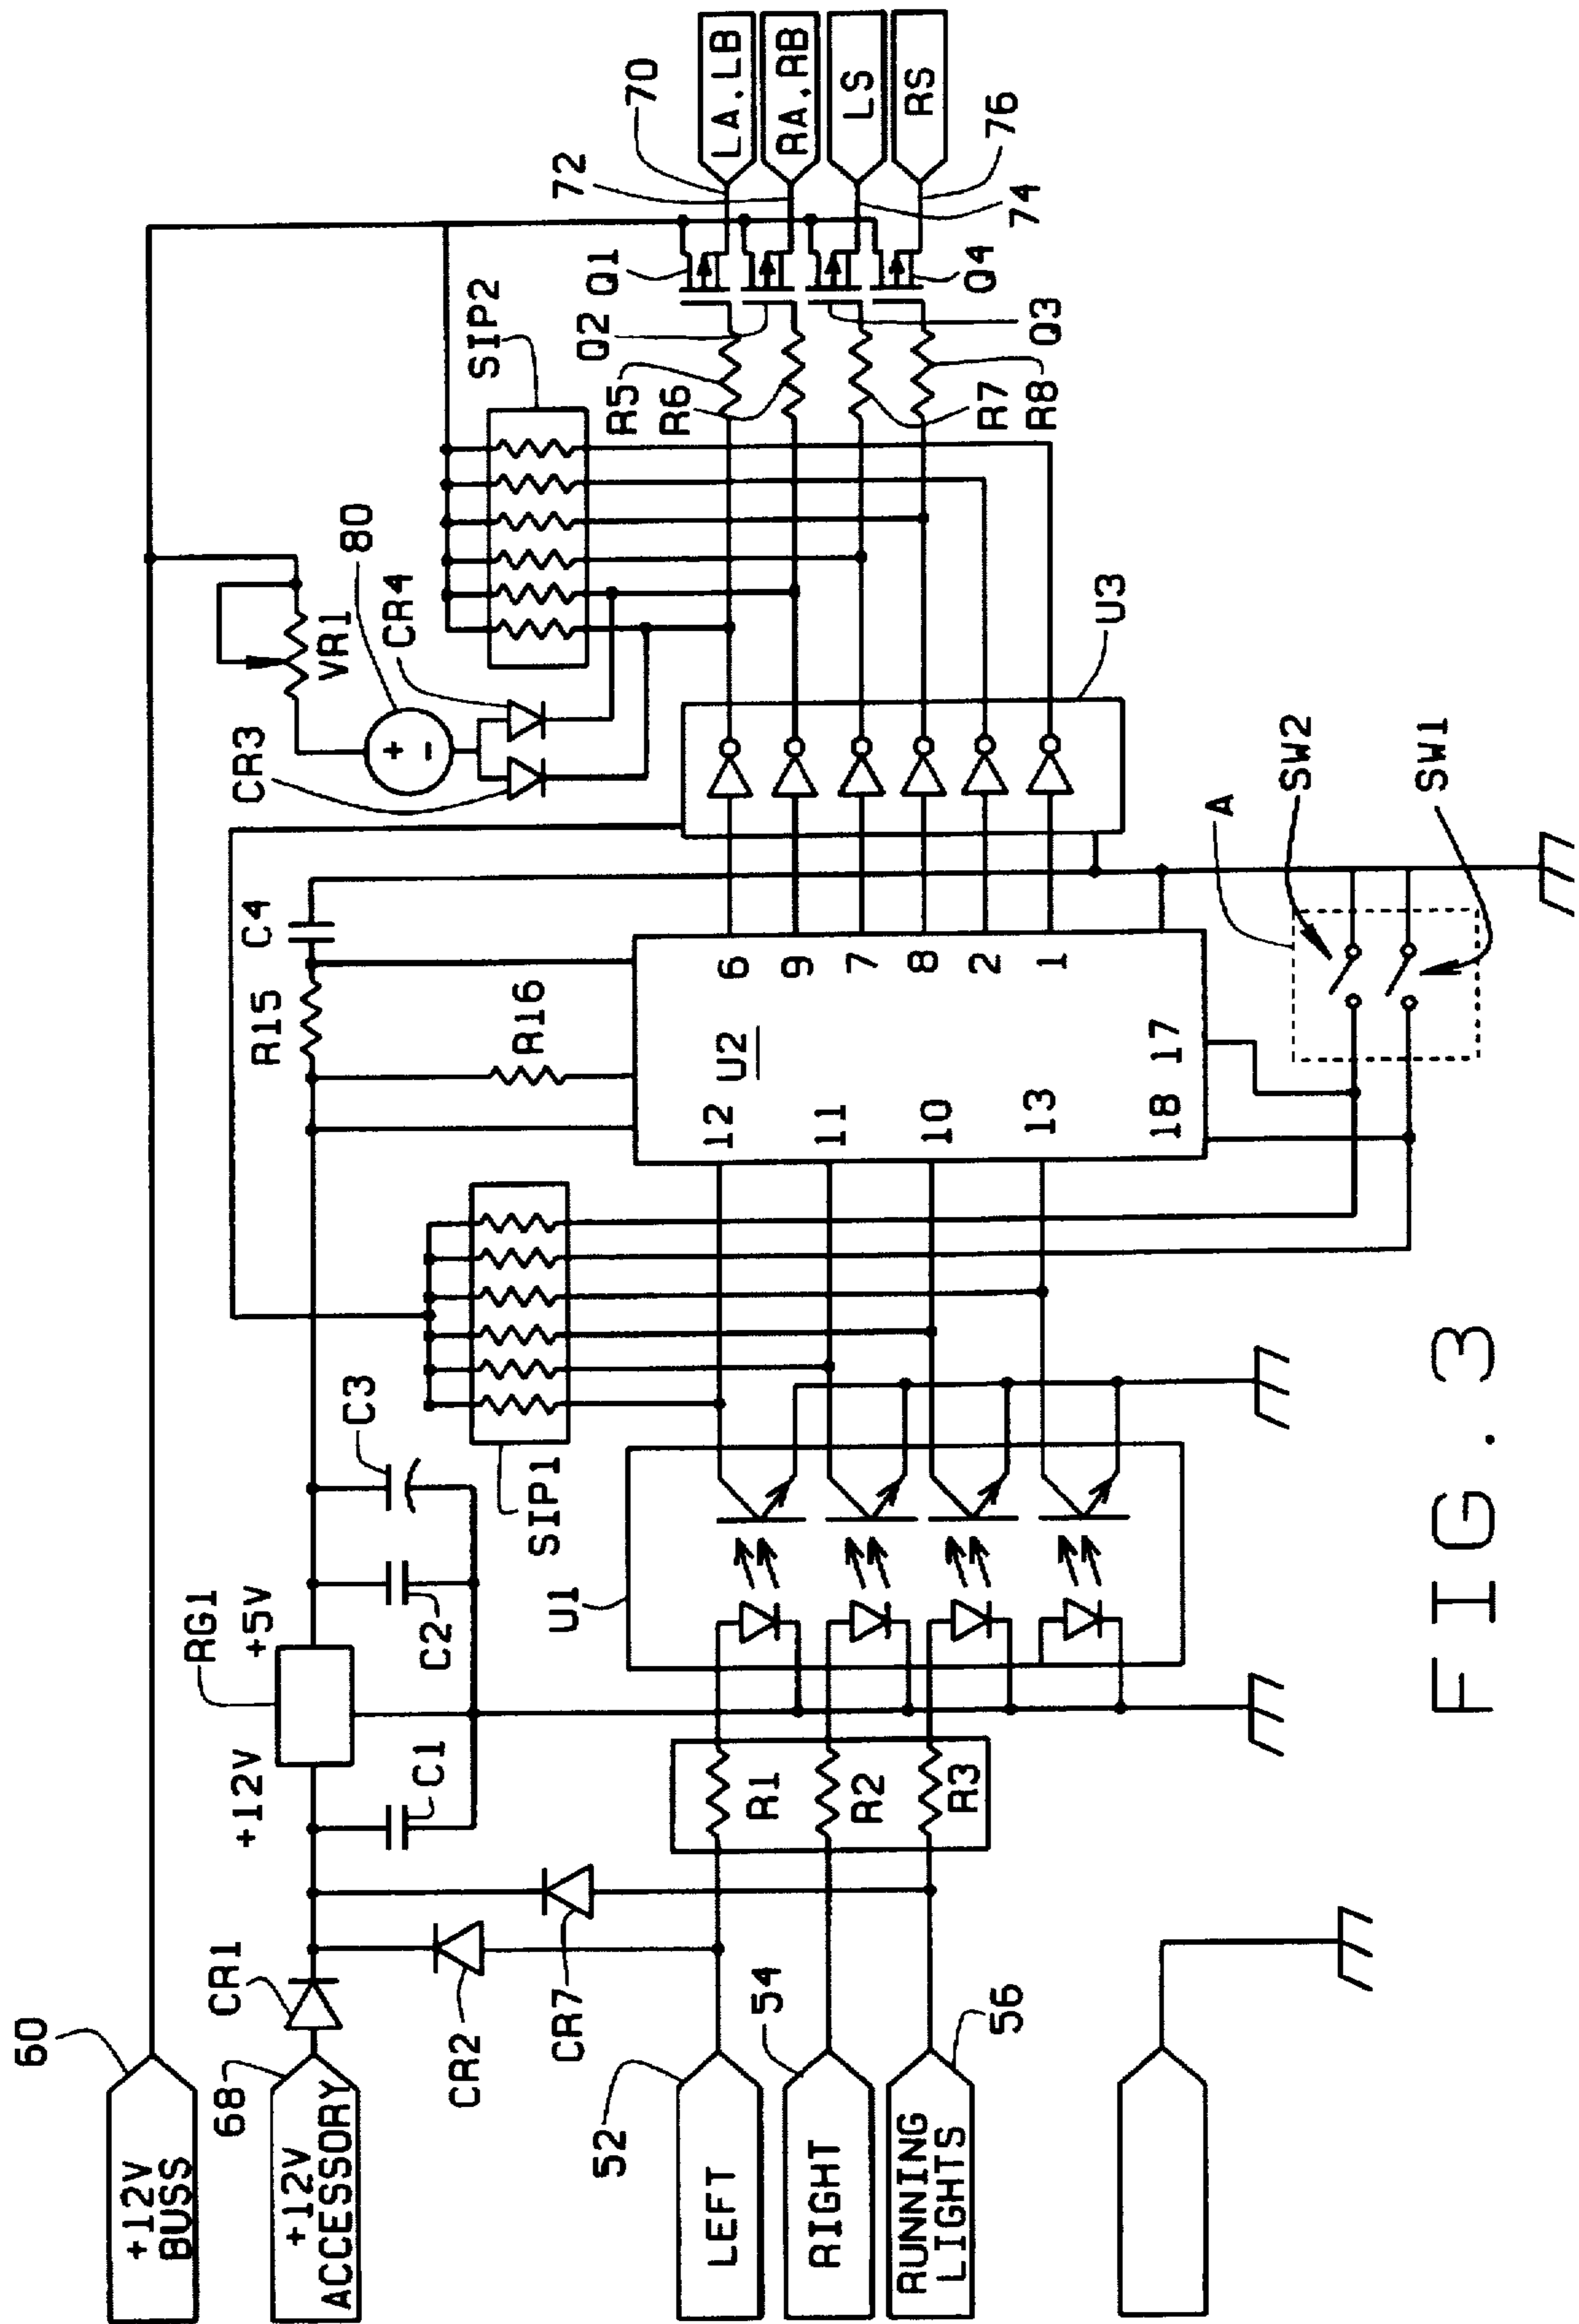 60
+12V
BUSS
68
+12V
ACCESSORY
CR1
CR2
CR7
52
LEFT
54
RIGHT
56
RUNNING
LIGHTS
+12V
RG1
+5V
C1
C2
C3
R1
R2
R3
U1
SIP1
R15
C4
R16
U2
12
11
10
13
18
17
6
9
7
8
2
1
A
SW2
SW1
U3
CR3
CR4
80
VR1
+
-
SIP2
R5
R6
R7
R8
Q1
Q2
Q3
Q4
70
72
74
76
LA.LB
RA,RB
LS
RS
FIG.3